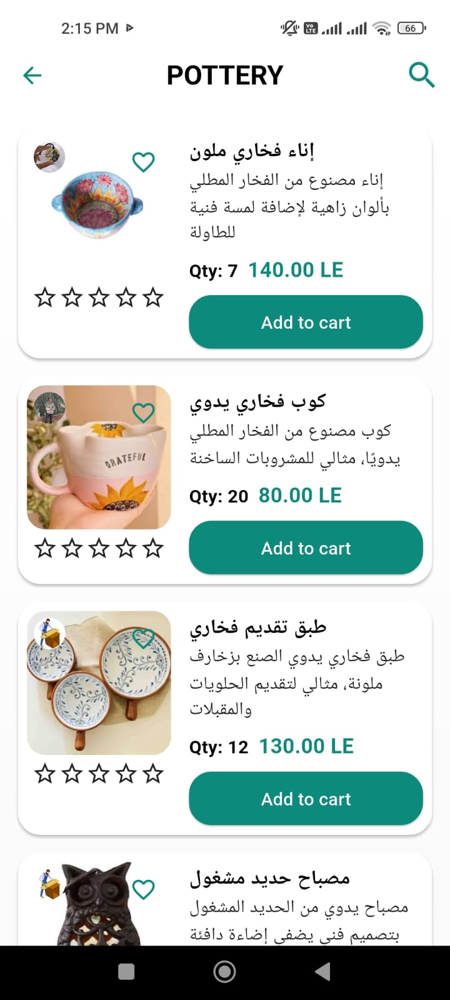 2:15 PM
Vo LTE
66
POTTERY
إناء فخاري ملون
إناء مصنوع من الفخار المطلي
بألوان زاهية لإضافة لمسة فنية
للطاولة
Qty: 7 140.00 LE
Add to cart
GRATEFUL
كوب فخاري يدوي
كوب مصنوع من الفخار المطلي
يدويًا، مثالي للمشروبات الساخنة
Qty: 20 80.00 LE
Add to cart
طبق تقديم فخاري
طبق فخاري يدوي الصنع بزخارف
ملونة، مثالي لتقديم الحلويات
والمقبلات
Qty: 12 130.00 LE
Add to cart
مصباح حديد مشغول
مصباح يدوي من الحديد المشغول
بتصميم فني يضفي إضاءة دافئة